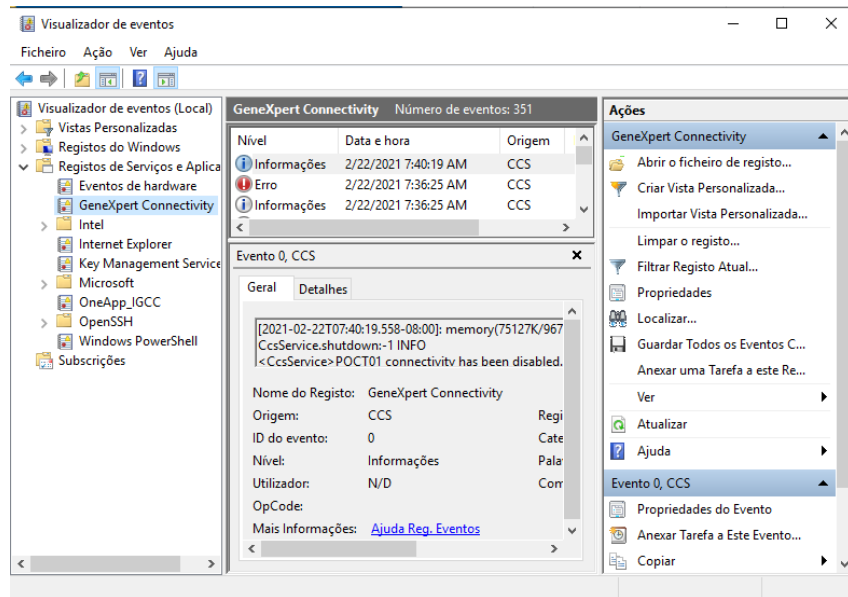 Visualizador de eventos
Ficheiro Ação Ver Ajuda
Visualizador de eventos (Local)
Vistas Personalizadas
Registos do Windows
Registos de Serviços e Aplica
Eventos de hardware
GeneXpert Connectivity
Intel
Internet Explorer
Key Management Service
Microsoft
OneApp_IGCC
OpenSSH
Windows PowerShell
Subscrições
GeneXpert Connectivity Número de eventos: 351
Nível Data e hora Origem
Informações 2/22/2021 7:40:19 AM CCS
Erro 2/22/2021 7:36:25 AM CCS
Informações 2/22/2021 7:36:25 AM CCS
Evento 0, CCS
Geral Detalhes
[2021-02-22T07:40:19.558-08:00]: memory(75127K/967
CcsService.shutdown:-1 INFO
<CcsService>POCT01 connectivity has been disabled.
Nome do Registo: GeneXpert Connectivity
Origem: CCS Regi
ID do evento: 0 Cate
Nível: Informações Pala
Utilizador: N/D Com
OpCode:
Mais Informações: Ajuda Reg. Eventos
Ações
GeneXpert Connectivity
Abrir o ficheiro de registo...
Criar Vista Personalizada...
Importar Vista Personalizada...
Limpar o registo...
Filtrar Registo Atual...
Propriedades
Localizar...
Guardar Todos os Eventos C...
Anexar uma Tarefa a este Re...
Ver
Atualizar
Ajuda
Evento 0, CCS
Propriedades do Evento
Anexar Tarefa a Este Evento...
Copiar